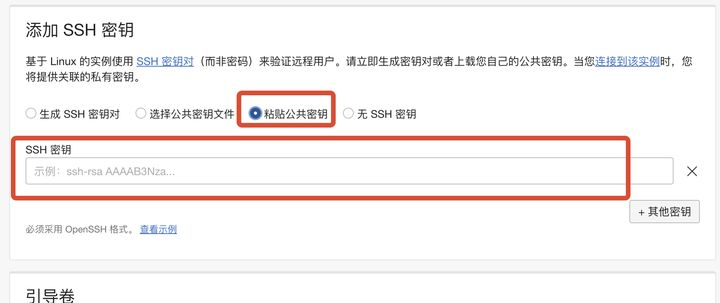 添加 SSH 密钥
基于 Linux 的实例使用 SSH 密钥对（而非密码）来验证远程用户。请立即生成密钥对或者上载您自己的公共密钥。当您连接到该实例时，您
将提供关联的私有密钥。
生成 SSH 密钥对 选择公共密钥文件 粘贴公共密钥 无 SSH 密钥
SSH 密钥
示例：ssh-rsa AAAAB3Nza...
+ 其他密钥
必须采用 OpenSSH 格式。 查看示例
引导卷